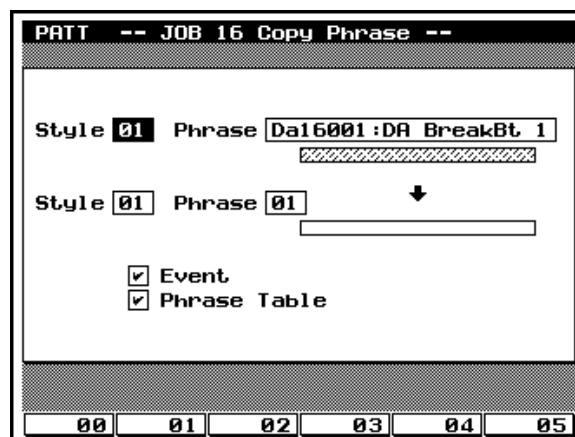 PATT -- JOB 16 Copy Phrase --
Style 01 Phrase Da16001:DA BreakBt 1
Style 01 Phrase 01
Event
Phrase Table
00 01 02 03 04 05